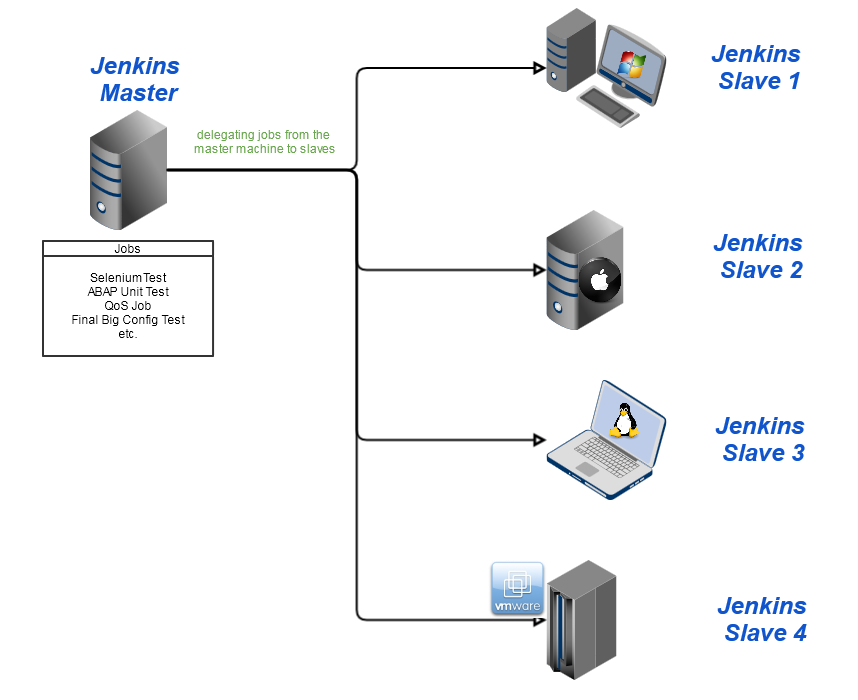 Jenkins
Master
delegating jobs from the
master machine to slaves
Jobs
SeleniumTest
ABAP Unit Test
QoS Job
Final Big Config Test
etc.
Jenkins
Slave 1
Jenkins
Slave 2
Jenkins
Slave 3
vmware
Jenkins
Slave 4